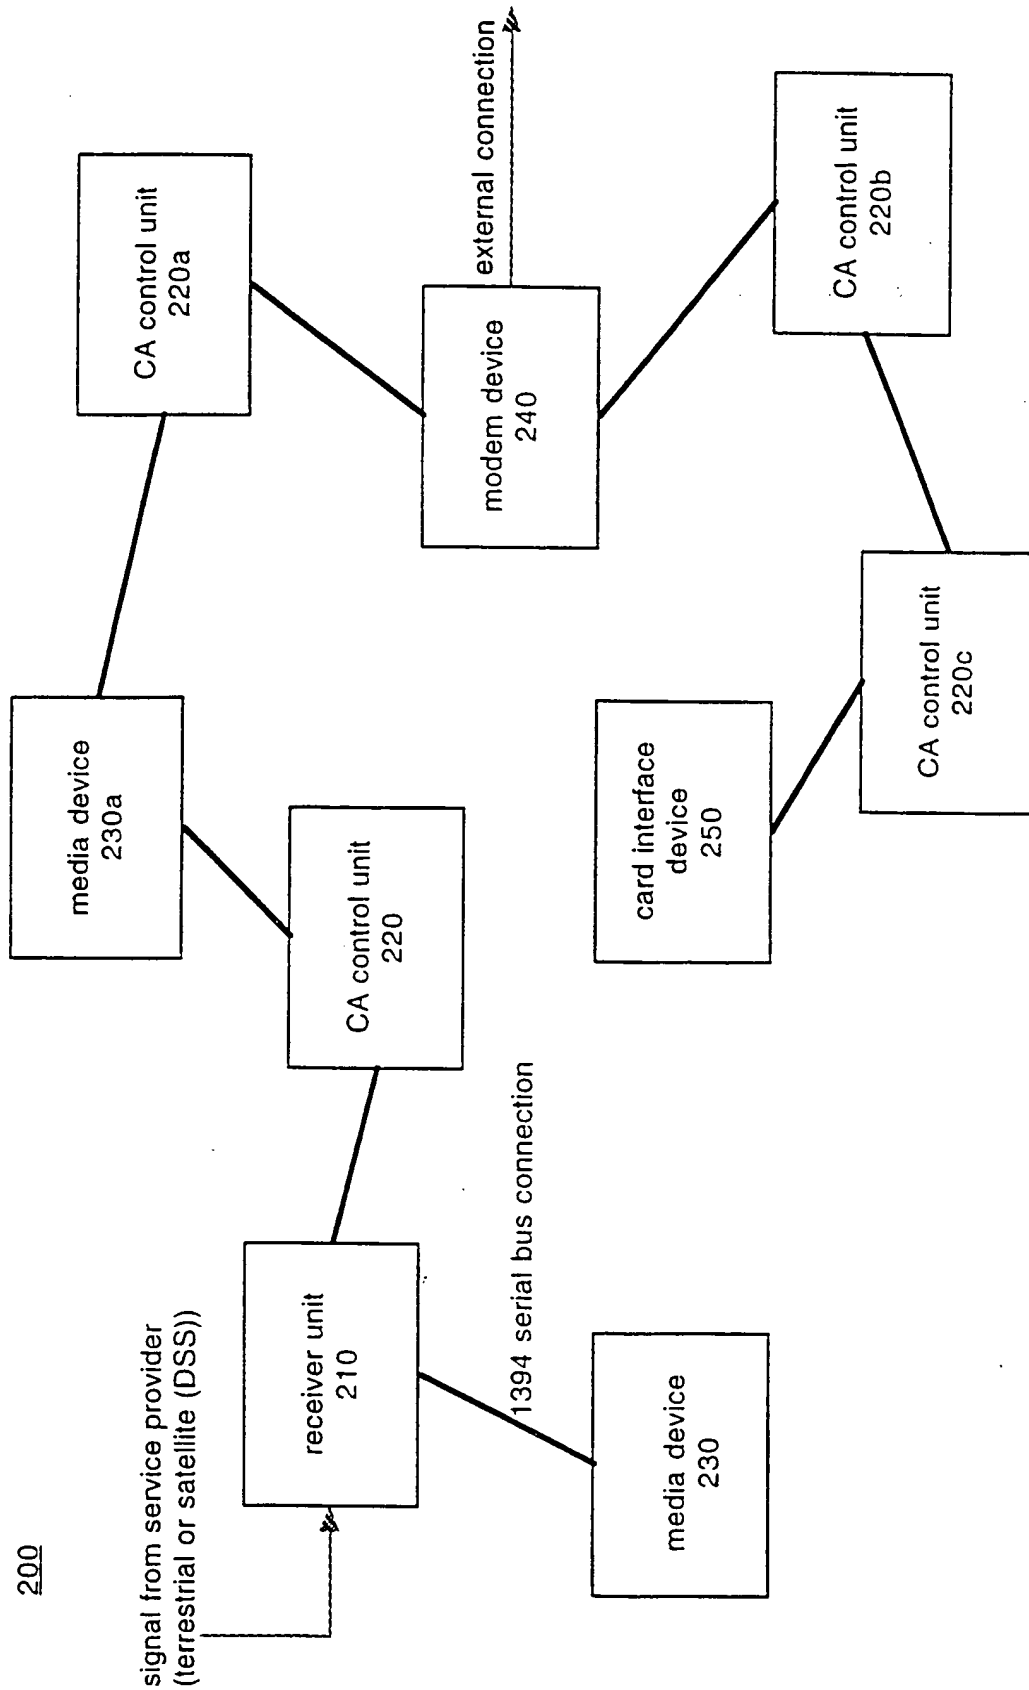 200
signal from service provider
(terrestrial or satellite (DSS))
receiver unit
210
media device
230
1394 serial bus connection
CA control unit
220
media device
230a
CA control unit
220a
modem device
240
external connection
card interface
device
250
CA control unit
220c
CA control unit
220b